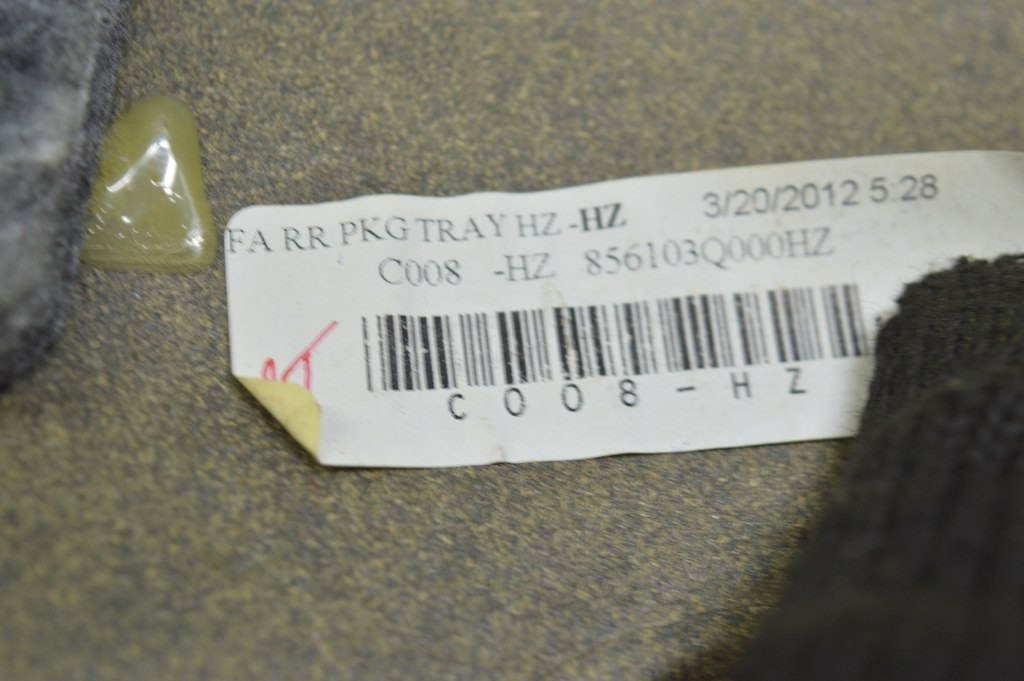 FA RR PKG TRAY HZ -HZ 3/20/2012 5:28
C008 -HZ 856103Q000HZ
C008-HZ